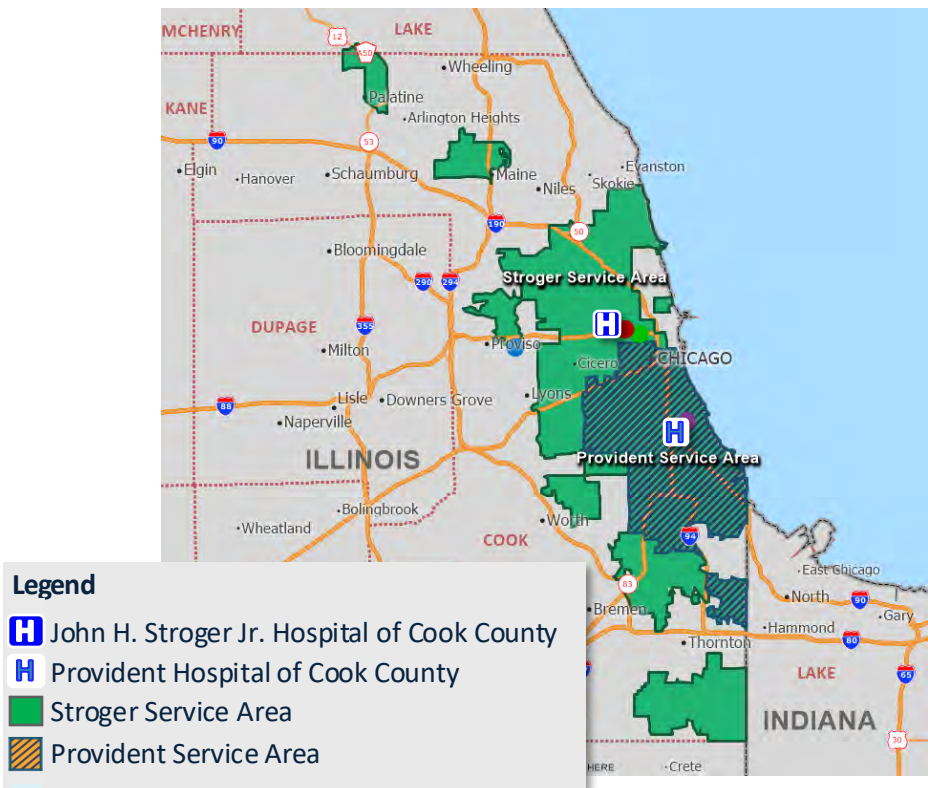 MCHENRY
LAKE
12
A50
Wheeling
Palatine
KANE
Arlington Heights
90
53
Elgin
Hanover
Schaumburg
Maine
Evanston
Skokie
Niles
190
50
Bloomingdale
290
294
Stroger Service Area
DUPAGE
355
H
Proviso
CHICAGO
Milton
Cicero
88
Lisle
Downers Grove
Lyons
Naperville
H
ILLINOIS
Provident Service Area
Bolingbrook
Wheatland
Worth
COOK
94
East Chicago
83
Bremen
North
90
Gary
Hammond
80
Thornton
LAKE
65
INDIANA
30
HERE
Crete
Legend
H John H. Stroger Jr. Hospital of Cook County
H Provident Hospital of Cook County
Stroger Service Area
Provident Service Area